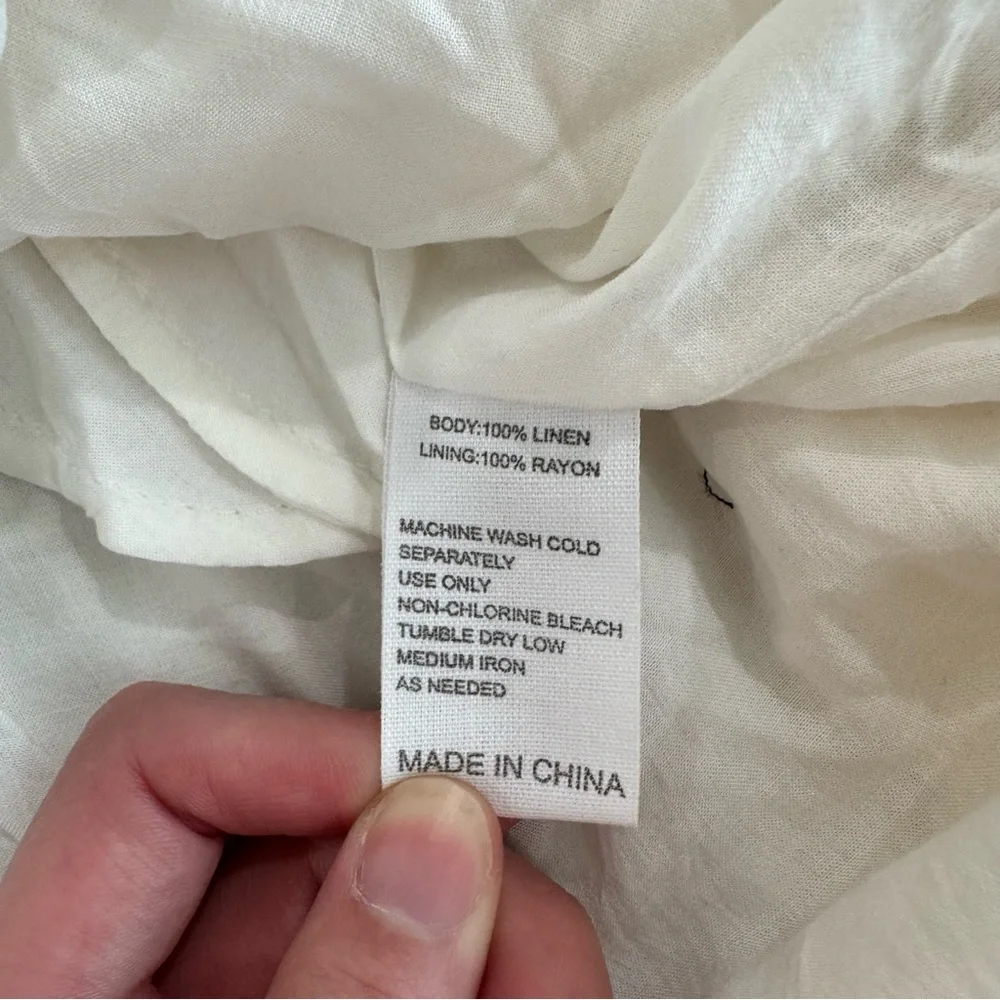 BODY:100% LINEN
LINING:100% RAYON
MACHINE WASH COLD
SEPARATELY
USE ONLY
NON-CHLORINE BLEACH
TUMBLE DRY LOW
MEDIUM IRON
AS NEEDED
MADE IN CHINA